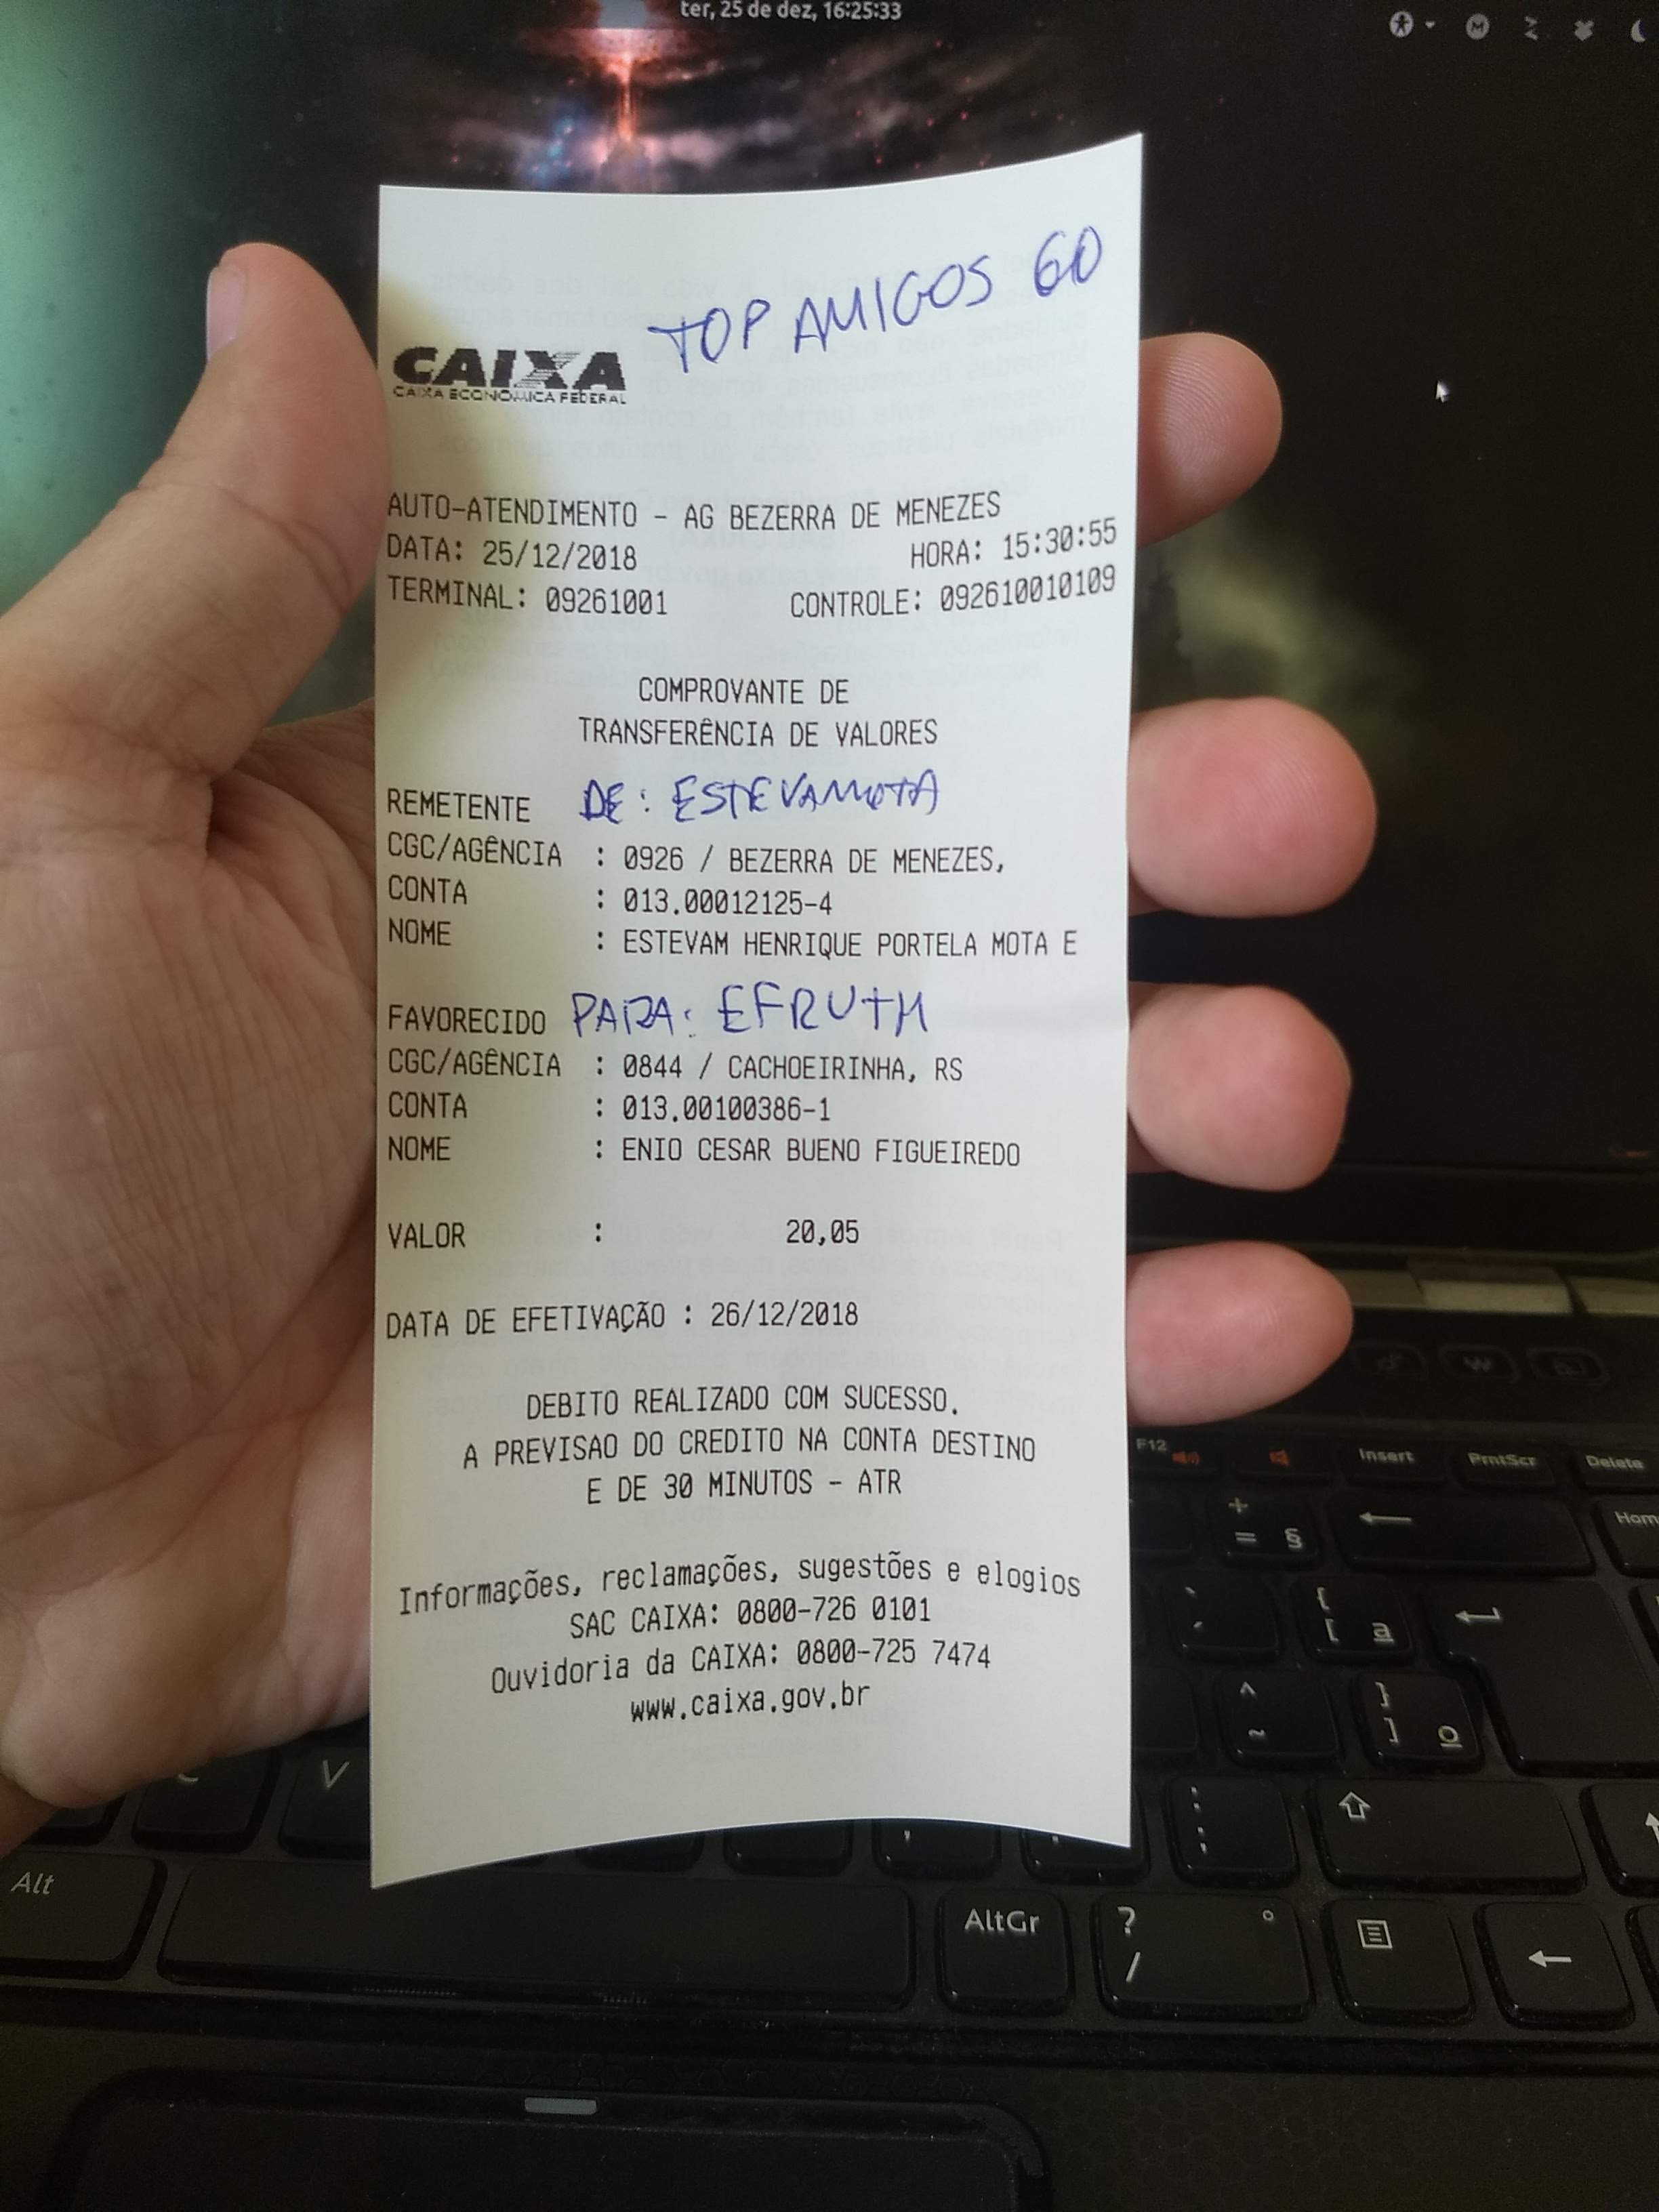 ter, 25 de dez, 16:25:33
TOP AMIGOS 60
CAIXA
CAIXA ECONÔMICA FEDERAL
AUTO-ATENDIMENTO - AG BEZERRA DE MENEZES
DATA: 25/12/2018 HORA: 15:30:55
TERMINAL: 09261001 CONTROLE: 092610010109
COMPROVANTE DE
TRANSFERÊNCIA DE VALORES
REMETENTE DE: ESTEVAMOTA
CGC/AGÊNCIA : 0926 / BEZERRA DE MENEZES,
CONTA : 013.00012125-4
NOME : ESTEVAM HENRIQUE PORTELA MOTA E
FAVORECIDO PARA: EFRUTH
CGC/AGÊNCIA : 0844 / CACHOEIRINHA, RS
CONTA : 013.00100386-1
NOME : ENIO CESAR BUENO FIGUEIREDO
VALOR : 20,05
DATA DE EFETIVAÇÃO : 26/12/2018
DEBITO REALIZADO COM SUCESSO.
A PREVISAO DO CREDITO NA CONTA DESTINO
E DE 30 MINUTOS - ATR
Informações, reclamações, sugestões e elogios
SAC CAIXA: 0800-726 0101
Ouvidoria da CAIXA: 0800-725 7474
www.caixa.gov.br
F12 Insert PrntScr Delete
+ = § Hom
{ [ ª
^ ~ } ] º
V
Alt AltGr ? / °